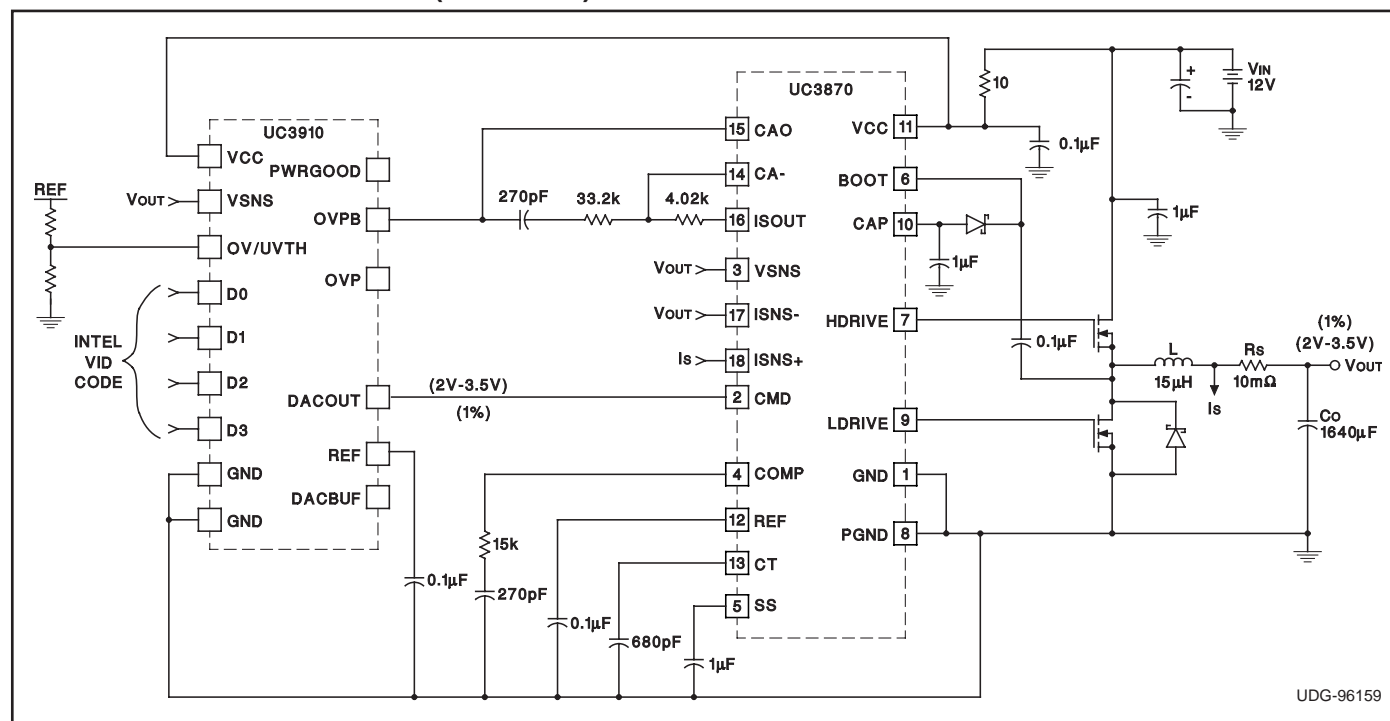 UC3910
VCC
PWRGOOD
REF
VOUT
VSNS
OVPB
OV/UVTH
OVP
D0
D1
D2
D3
INTEL
VID
CODE
DACOUT
REF
GND
DACBUF
GND
270pF
33.2k
4.02k
(2V-3.5V)
(1%)
0.1µF
15k
270pF
0.1µF
680pF
1µF
UC3870
15 CAO
14 CA-
16 ISOUT
VOUT
3 VSNS
VOUT
17 ISNS-
IS
18 ISNS+
2 CMD
4 COMP
12 REF
13 CT
5 SS
VCC 11
BOOT 6
CAP 10
HDRIVE 7
LDRIVE 9
GND 1
PGND 8
10
+
-
VIN
12V
0.1µF
1µF
1µF
0.1µF
L
15µH
IS
RS
10mΩ
(1%)
(2V-3.5V)
VOUT
CO
1640µF
UDG-96159